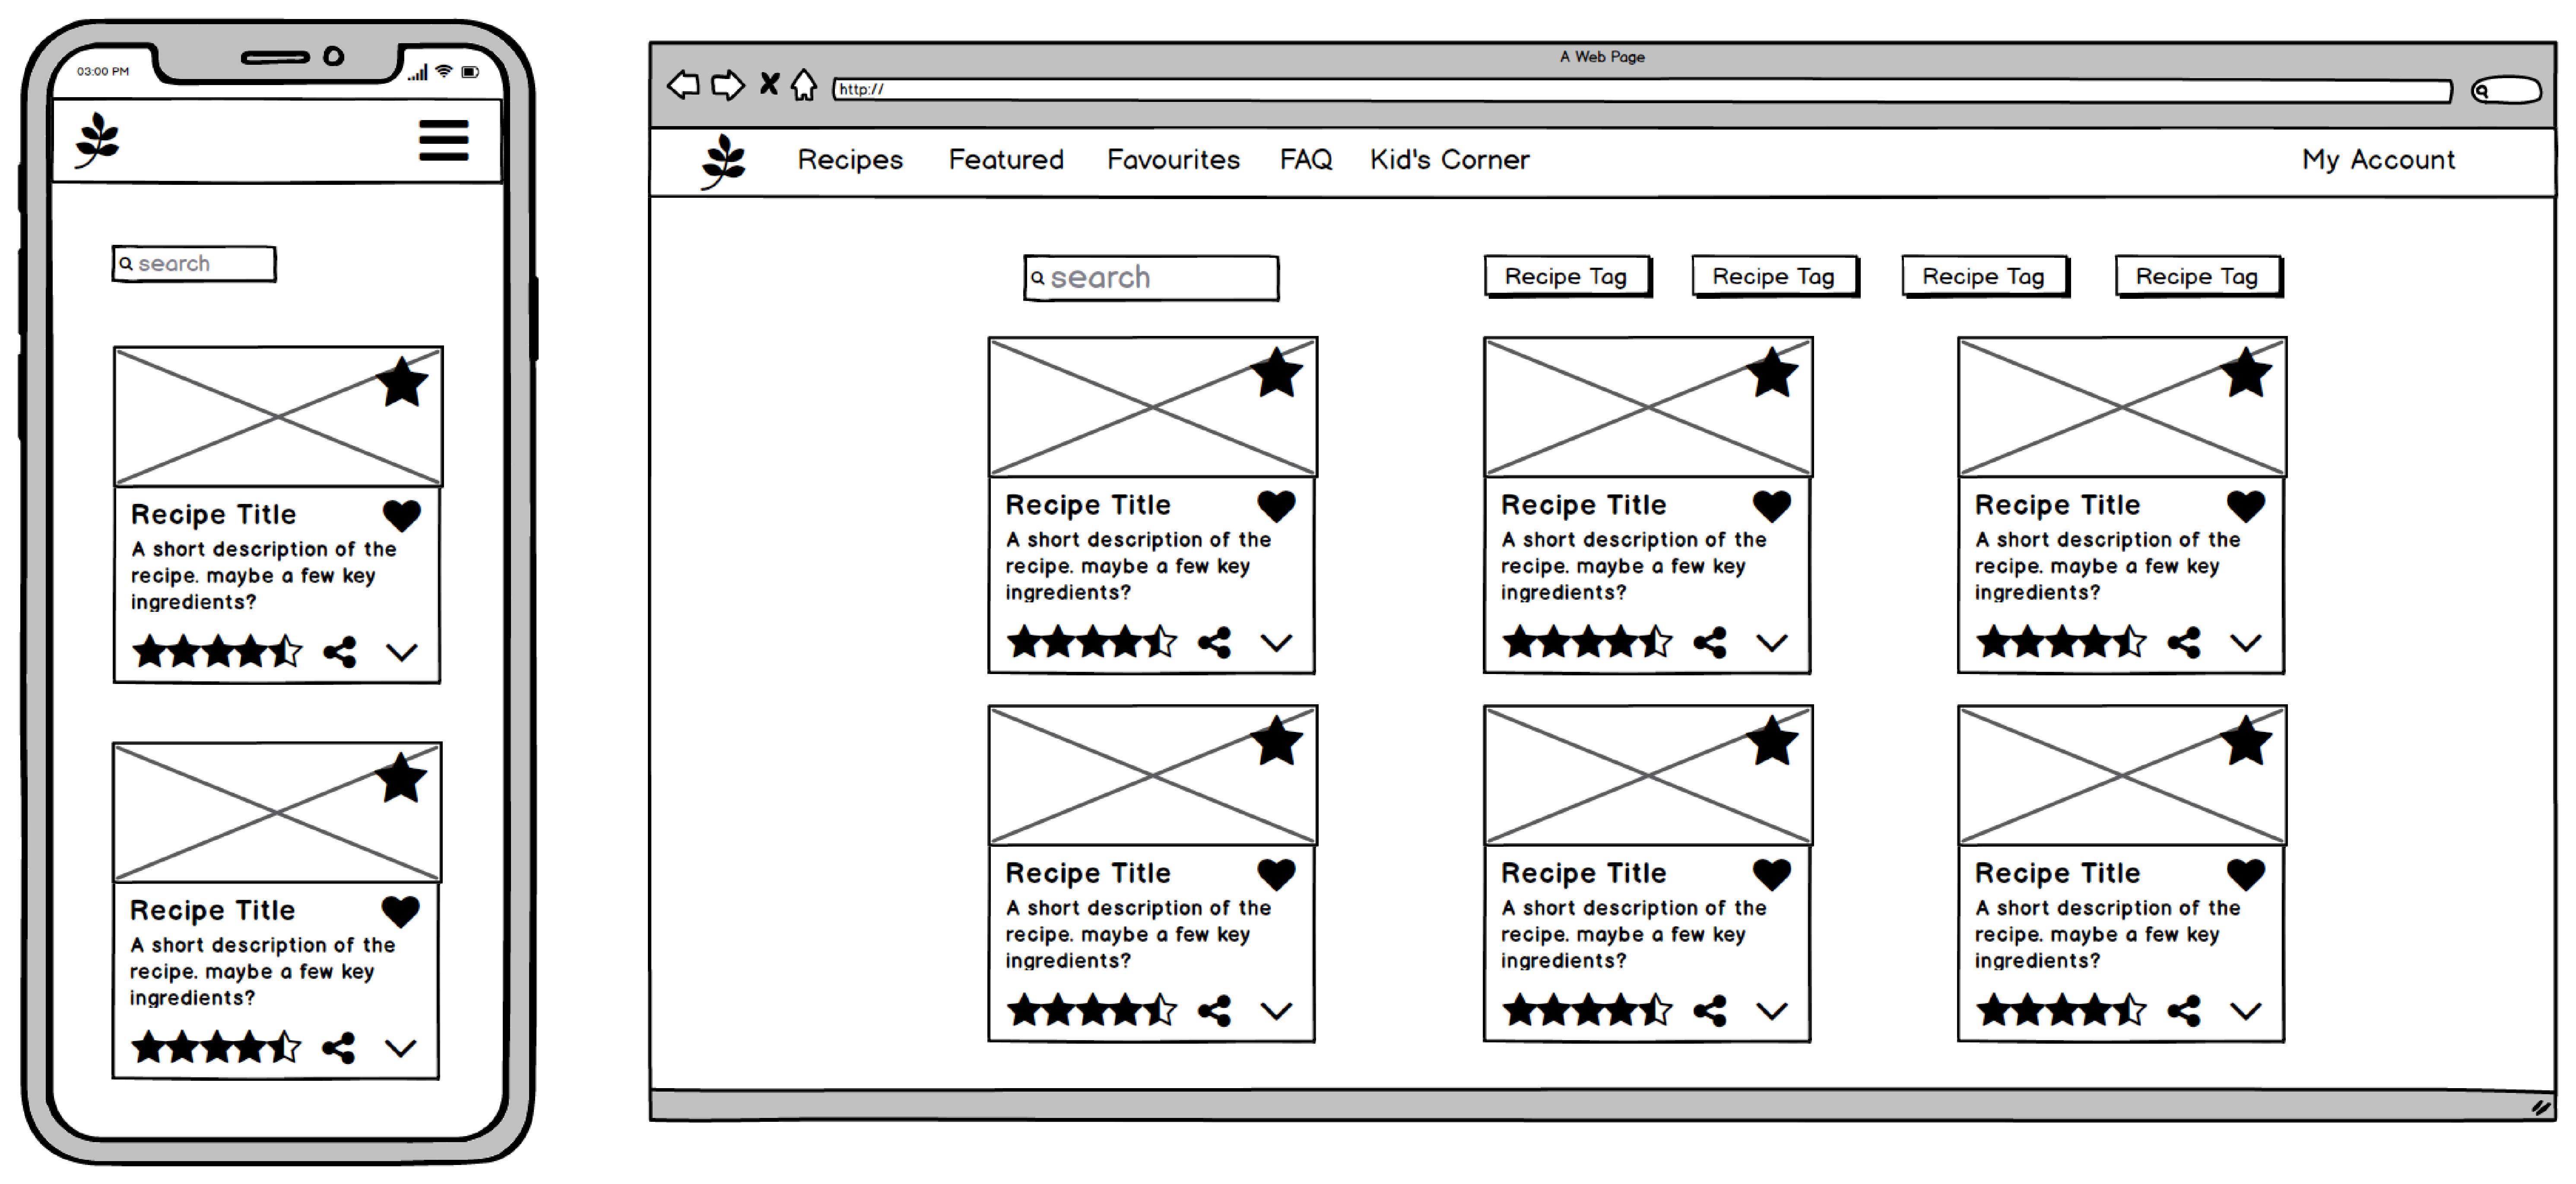 03:00 PM
search
Recipe Title
A short description of the
recipe. maybe a few key
ingredients?
Recipe Title
A short description of the
recipe. maybe a few key
ingredients?
A Web Page
http://
Recipes Featured Favourites FAQ Kid's Corner My Account
search Recipe Tag Recipe Tag Recipe Tag Recipe Tag
Recipe Title
A short description of the
recipe. maybe a few key
ingredients?
Recipe Title
A short description of the
recipe. maybe a few key
ingredients?
Recipe Title
A short description of the
recipe. maybe a few key
ingredients?
Recipe Title
A short description of the
recipe. maybe a few key
ingredients?
Recipe Title
A short description of the
recipe. maybe a few key
ingredients?
Recipe Title
A short description of the
recipe. maybe a few key
ingredients?